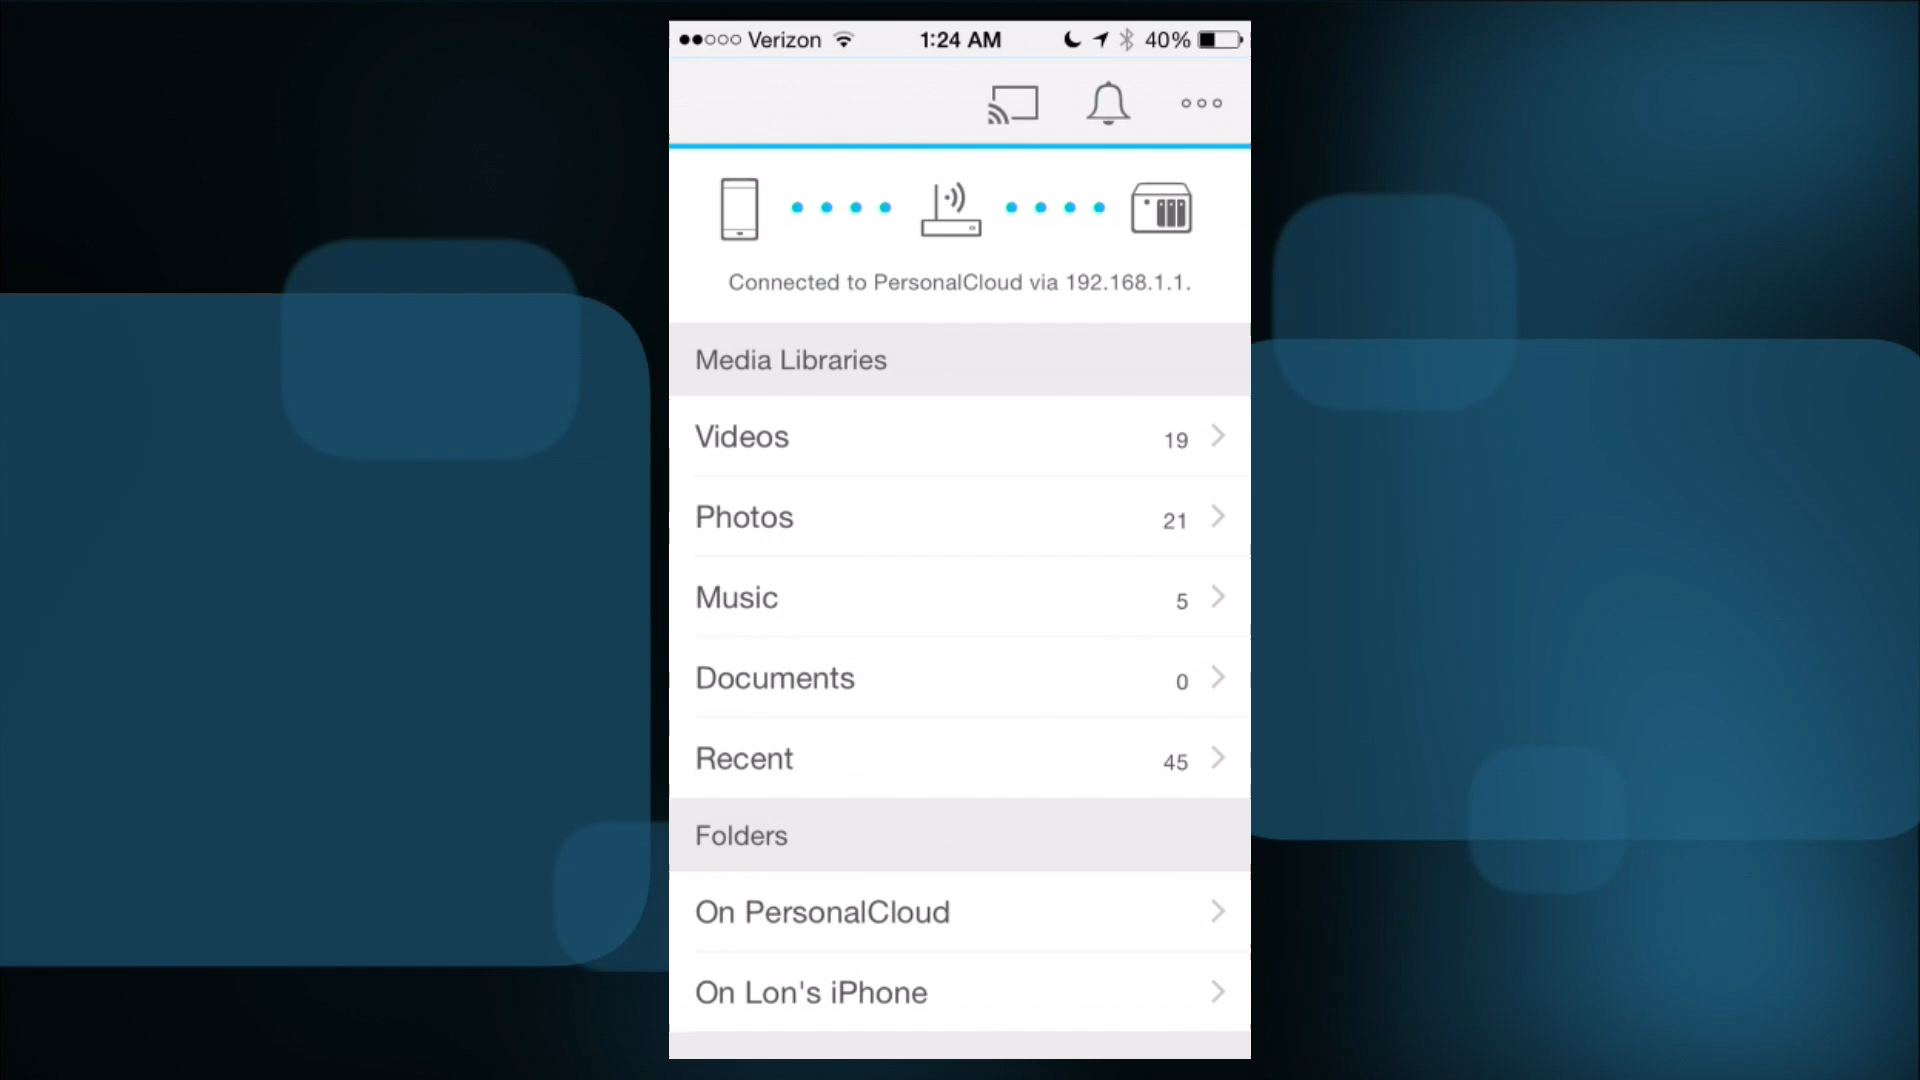 Verizon 1:24 AM 40%
Connected to PersonalCloud via 192.168.1.1.
Media Libraries
Videos 19
Photos 21
Music 5
Documents 0
Recent 45
Folders
On PersonalCloud
On Lon's iPhone